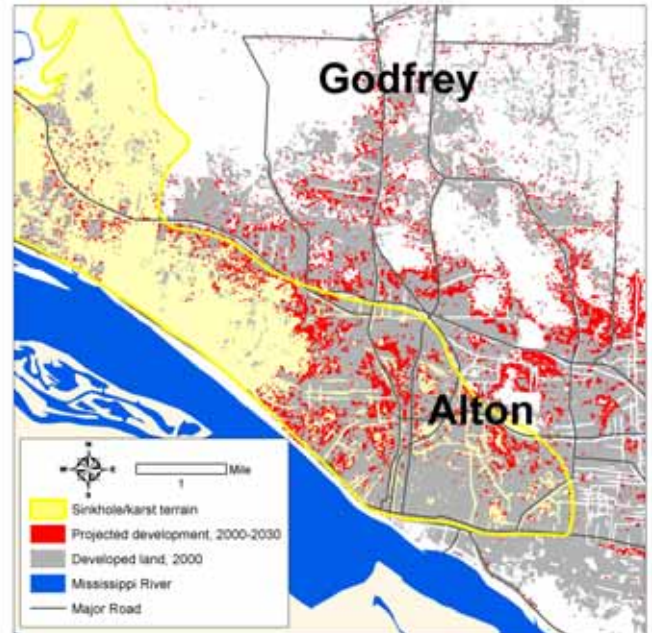 Godfrey
Alton
N
W E
S
1 Mile
Sinkhole/karst terrain
Projected development, 2000-2030
Developed land, 2000
Mississippi River
Major Road